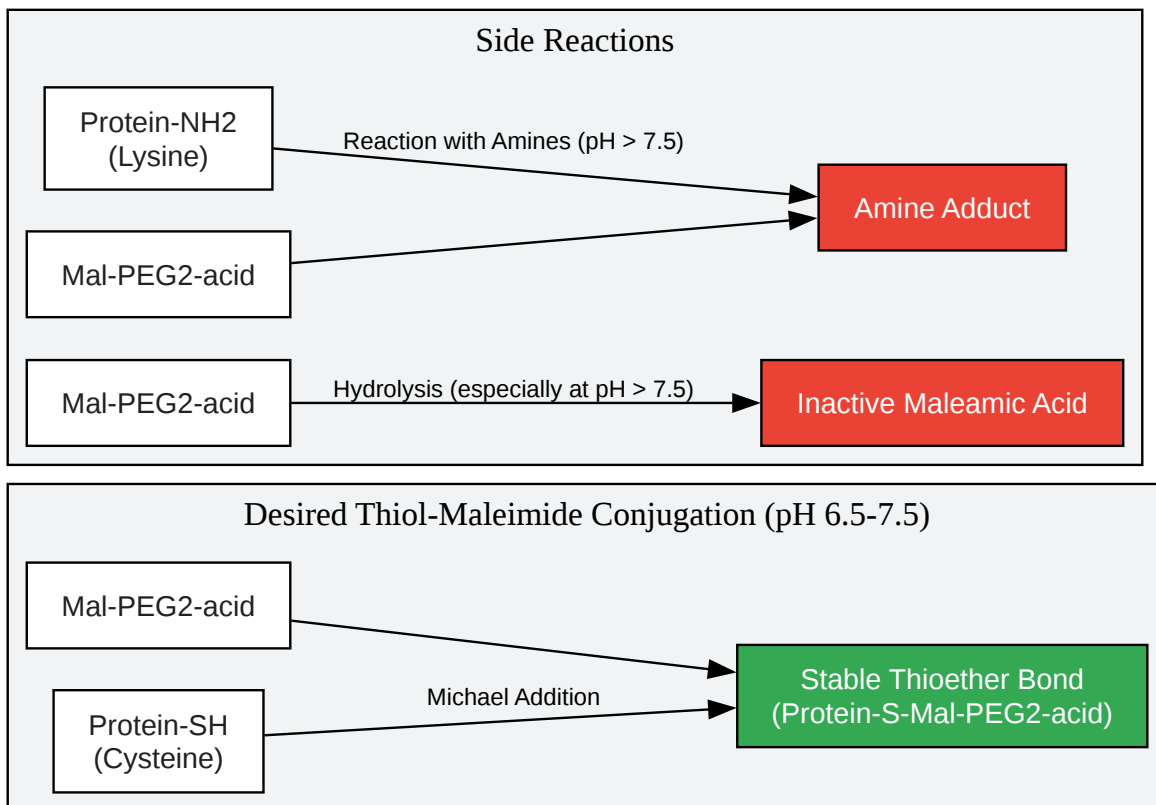 Side Reactions
Protein-NH2
(Lysine)
Reaction with Amines (pH > 7.5)
Amine Adduct
Mal-PEG2-acid
Mal-PEG2-acid
Hydrolysis (especially at pH > 7.5)
Inactive Maleamic Acid
Desired Thiol-Maleimide Conjugation (pH 6.5-7.5)
Mal-PEG2-acid
Protein-SH
(Cysteine)
Michael Addition
Stable Thioether Bond
(Protein-S-Mal-PEG2-acid)